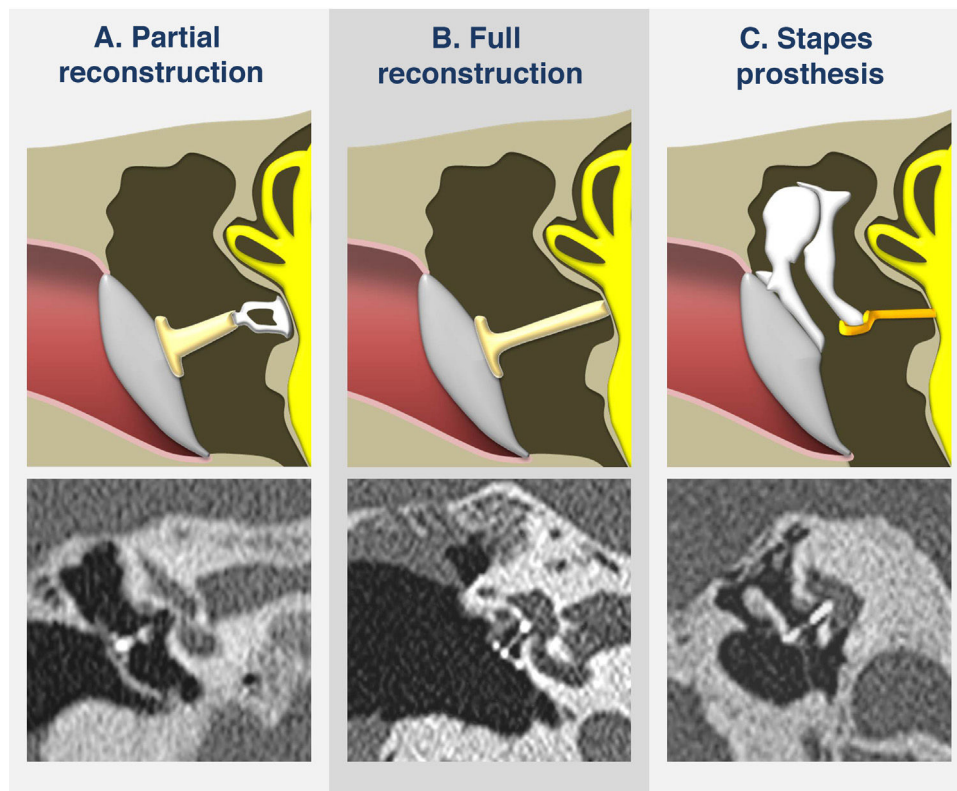 A. Partial
reconstruction
B. Full
reconstruction
C. Stapes
prosthesis